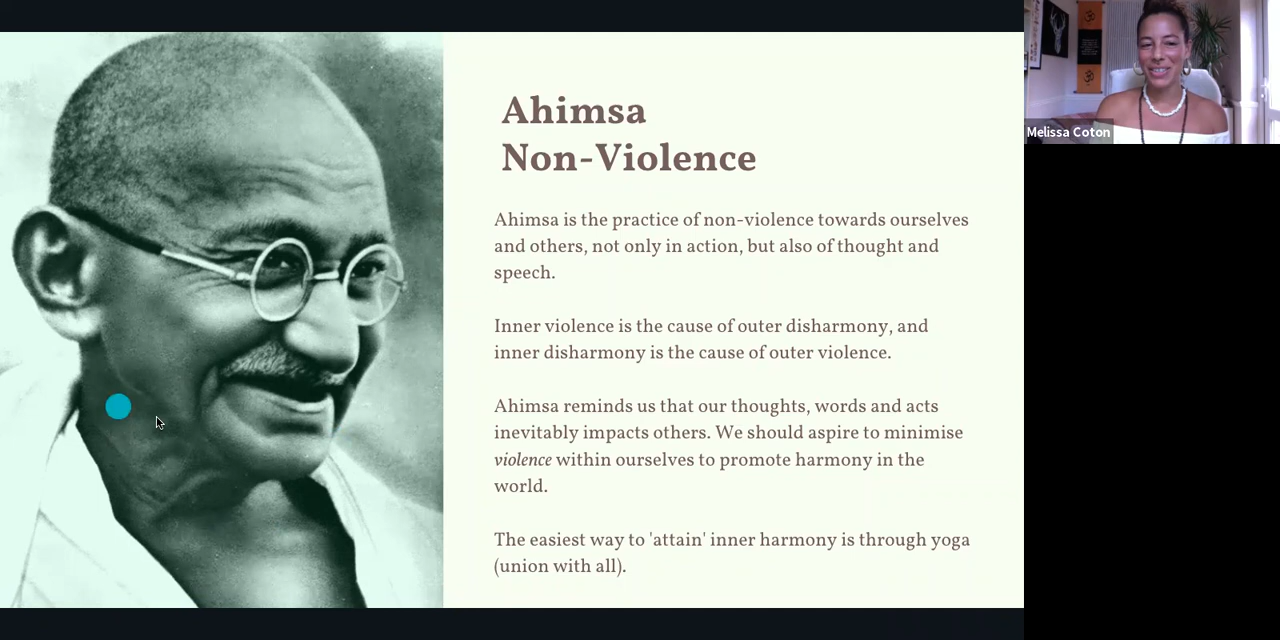 Ahimsa
Non-Violence
Ahimsa is the practice of non-violence towards ourselves
and others, not only in action, but also of thought and
speech.
Inner violence is the cause of outer disharmony, and
inner disharmony is the cause of outer violence.
Ahimsa reminds us that our thoughts, words and acts
inevitably impacts others. We should aspire to minimise
violence within ourselves to promote harmony in the
world.
The easiest way to 'attain' inner harmony is through yoga
(union with all).
Melissa Coton